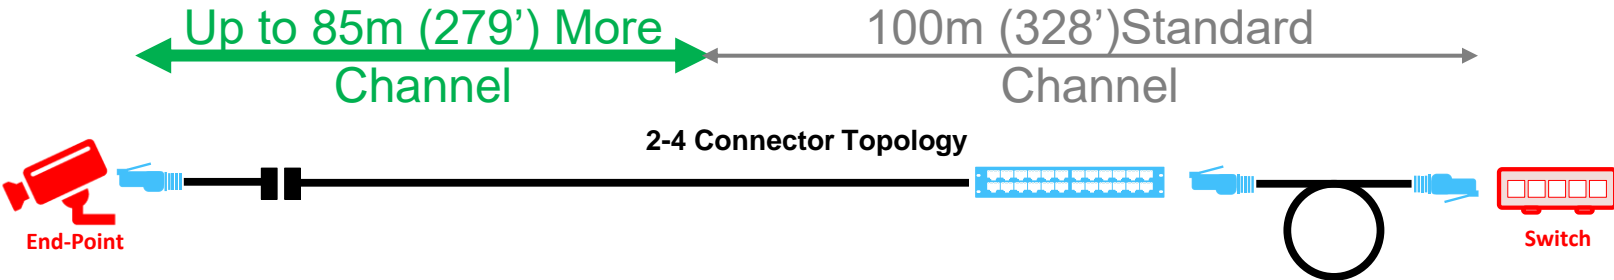 Up to 85m (279’) More
Channel
100m (328’)Standard
Channel
2-4 Connector Topology
End-Point
Switch